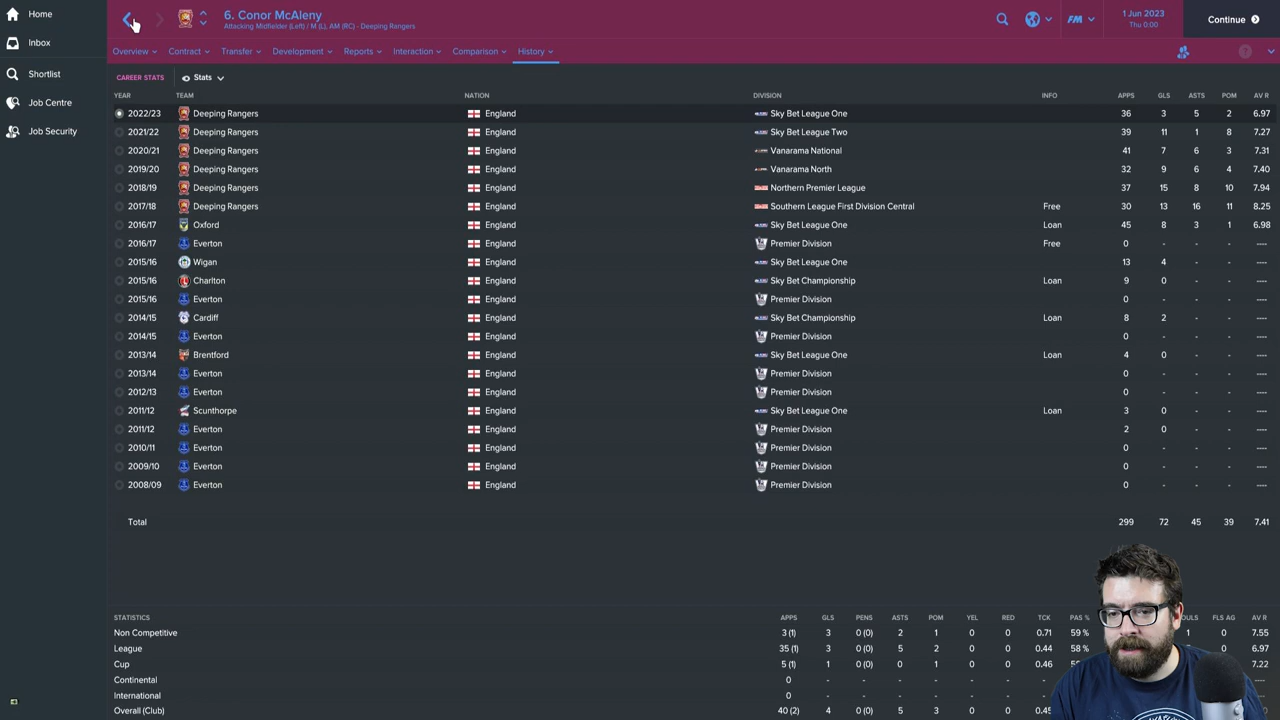 Home
Inbox
Shortlist
Job Centre
Job Security
6. Conor McAleny
Attacking Midfielder (Left) / M (L), AM (RC) - Deeping Rangers
FM
1 Jun 2023
Thu 0:00
Continue
Overview Contract Transfer Development Reports Interaction Comparison History
CAREER STATS Stats
YEAR TEAM NATION DIVISION INFO APPS GLS ASTS POM AV R
2022/23 Deeping Rangers England Sky Bet League One 36 3 5 2 6.97
2021/22 Deeping Rangers England Sky Bet League Two 39 11 1 8 7.27
2020/21 Deeping Rangers England Vanarama National 41 7 6 3 7.31
2019/20 Deeping Rangers England Vanarama North 32 9 6 4 7.40
2018/19 Deeping Rangers England Northern Premier League 37 15 8 10 7.94
2017/18 Deeping Rangers England Southern League First Division Central Free 30 13 16 11 8.25
2016/17 Oxford England Sky Bet League One Loan 45 8 3 1 6.98
2016/17 Everton England Premier Division Free 0 - - - ----
2015/16 Wigan England Sky Bet League One 13 4 - - ----
2015/16 Charlton England Sky Bet Championship Loan 9 0 - - ----
2015/16 Everton England Premier Division 0 - - - ----
2014/15 Cardiff England Sky Bet Championship Loan 8 2 - - ----
2014/15 Everton England Premier Division 0 - - - ----
2013/14 Brentford England Sky Bet League One Loan 4 0 - - ----
2013/14 Everton England Premier Division 0 - - - ----
2012/13 Everton England Premier Division 0 - - - ----
2011/12 Scunthorpe England Sky Bet League One Loan 3 0 - - ----
2011/12 Everton England Premier Division 2 0 - - ----
2010/11 Everton England Premier Division 0 - - - ----
2009/10 Everton England Premier Division 0 - - - ----
2008/09 Everton England Premier Division 0 - - - ----
Total 299 72 45 39 7.41
STATISTICS APPS GLS PENS ASTS POM YEL RED TCK PAS % FLS AG AV R
Non Competitive 3 (1) 3 0 (0) 2 1 0 0 0.71 59 % 1 0 7.55
League 35 (1) 3 0 (0) 5 2 0 0 0.44 58 % 0 6.97
Cup 5 (1) 1 0 (0) 0 1 0 0 0.46 0 7.22
Continental 0 - - - - - - - - ----
International 0 - - - - - - - - ----
Overall (Club) 40 (2) 4 0 (0) 5 3 0 0 0 7.00